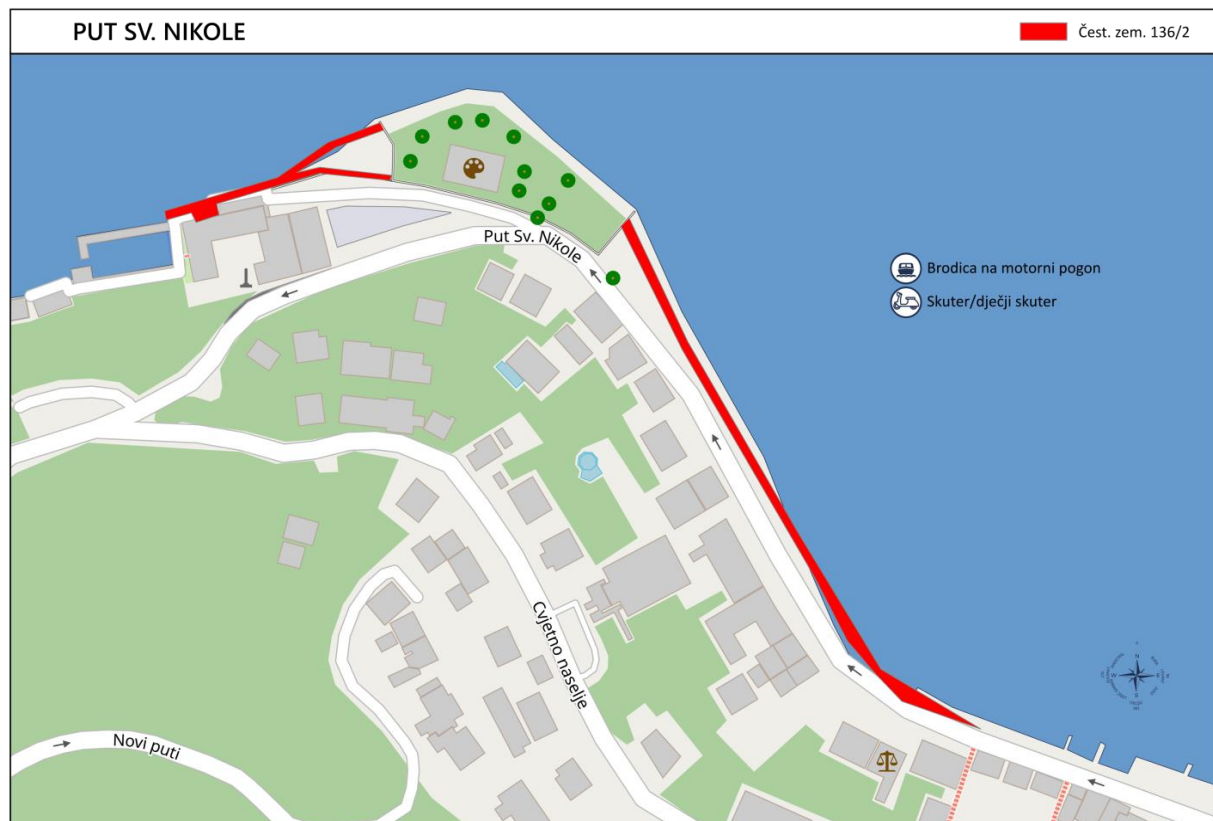 PUT SV. NIKOLE
Čest. zem. 136/2
Put Sv. Nikole
Brodica na motorni pogon
Skuter/dječji skuter
Cvjetno naselje
Novi puti
N
W
E
S